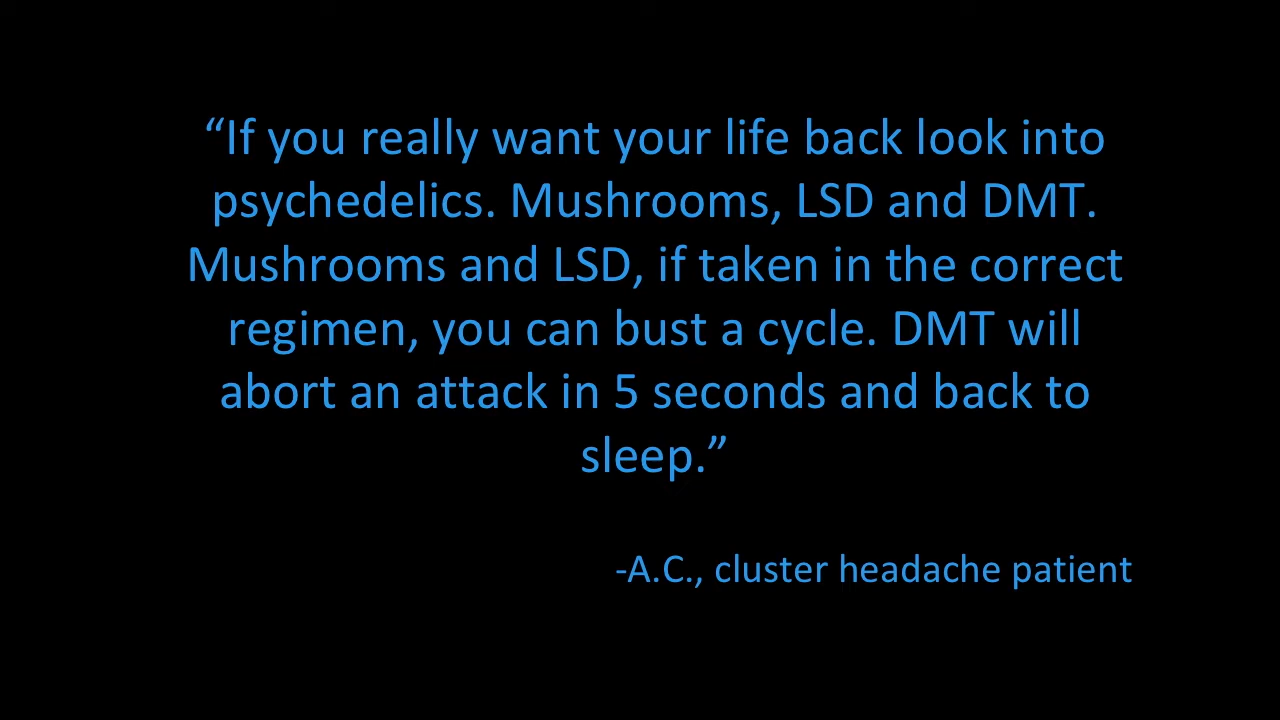 “If you really want your life back look into
psychedelics. Mushrooms, LSD and DMT.
Mushrooms and LSD, if taken in the correct
regimen, you can bust a cycle. DMT will
abort an attack in 5 seconds and back to
sleep.”
-A.C., cluster headache patient